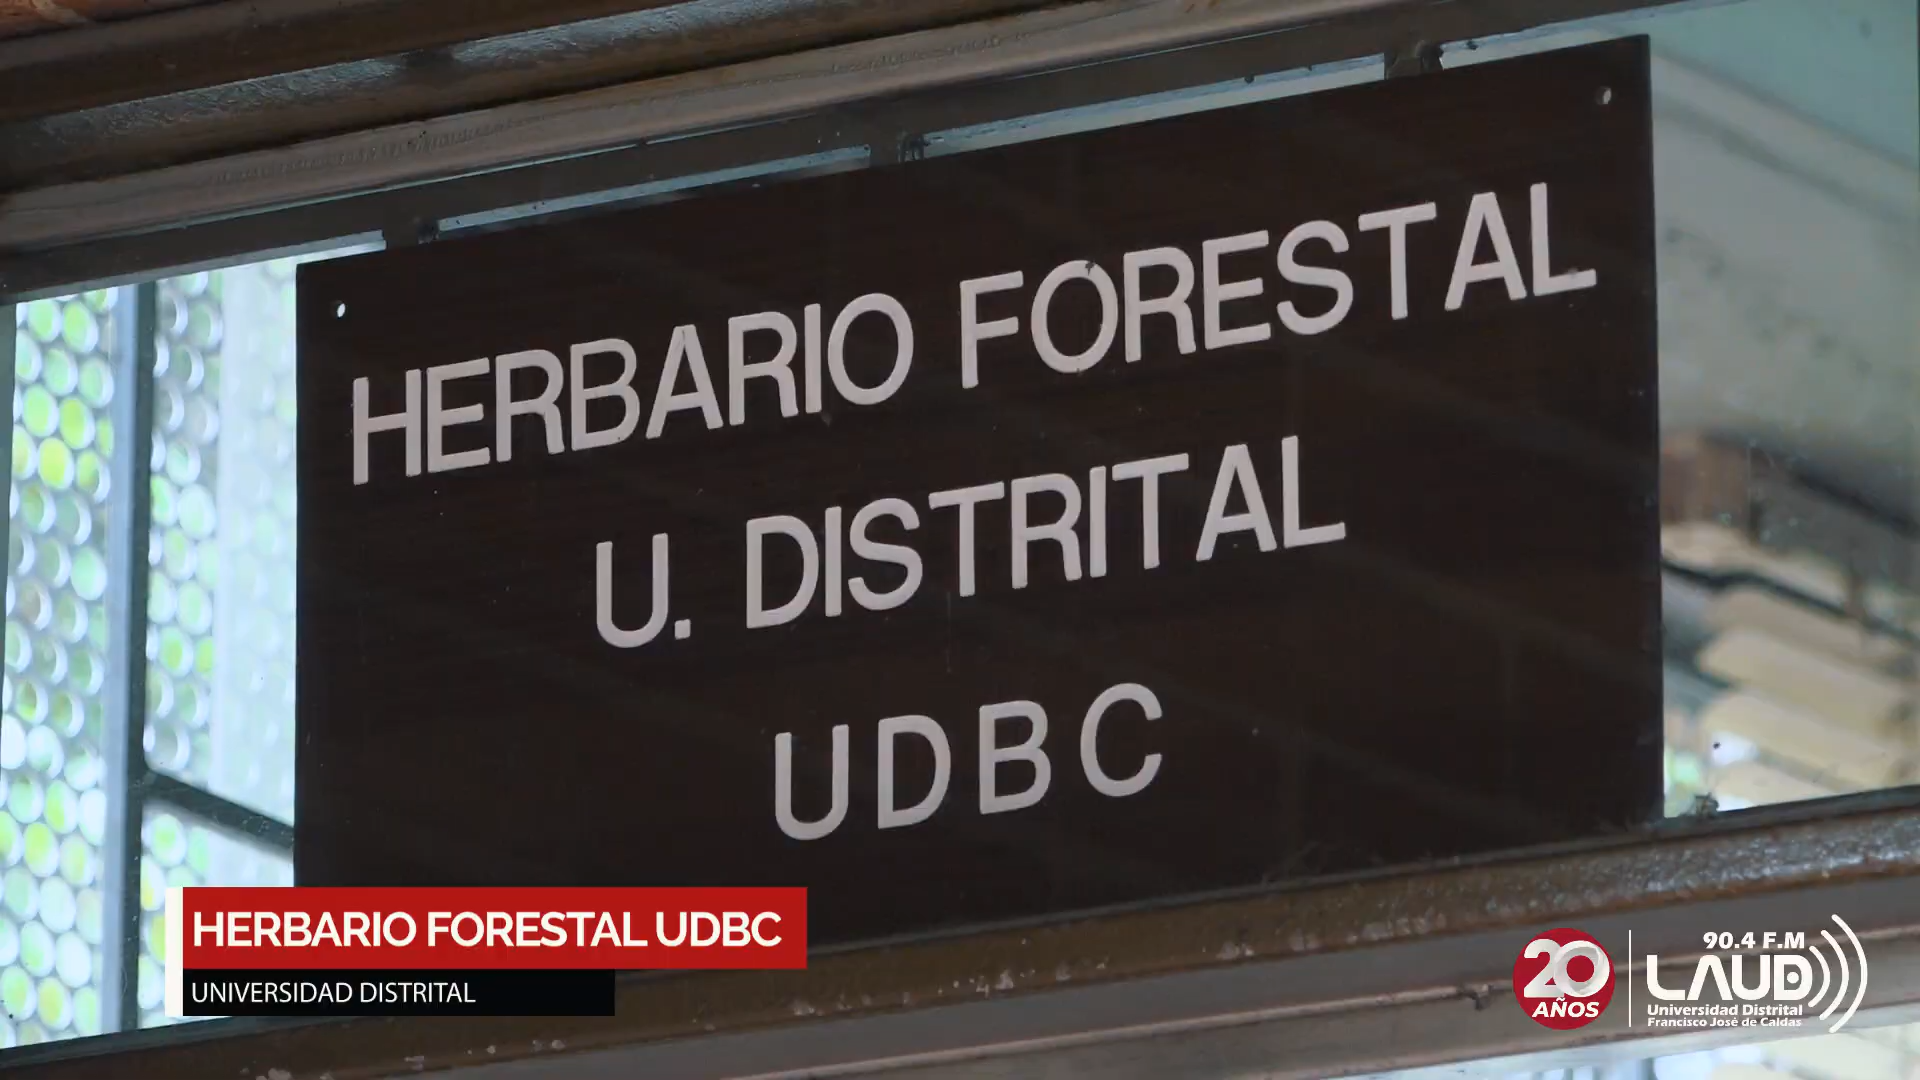 HERBARIO FORESTAL
U. DISTRITAL
UDBC
HERBARIO FORESTAL UDBC
UNIVERSIDAD DISTRITAL
20
AÑOS
90.4 F.M
LAUD
Universidad Distrital
Francisco José de Caldas